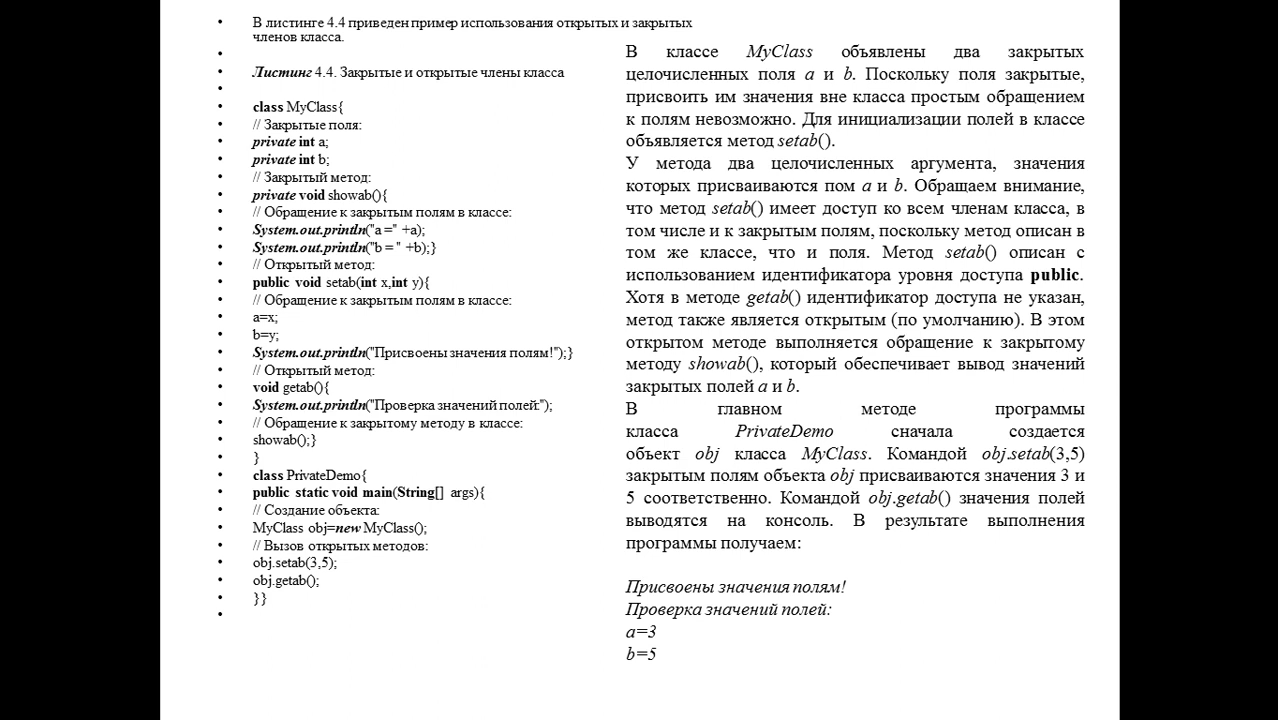 В листинге 4.4 приведен пример использования открытых и закрытых
членов класса.
Листинг 4.4. Закрытые и открытые члены класса
class MyClass{
// Закрытые поля:
private int a;
private int b;
// Закрытый метод:
private void showab(){
// Обращение к закрытым полям в классе:
System.out.println("a =" +a);
System.out.println("b = " +b);}
// Открытый метод:
public void setab(int x,int y){
// Обращение к закрытым полям в классе:
a=x;
b=y;
System.out.println("Присвоены значения полям!");}
// Открытый метод:
void getab(){
System.out.println("Проверка значений полей:");
// Обращение к закрытому методу в классе:
showab();}
}
class PrivateDemo{
public static void main(String[] args){
// Создание объекта:
MyClass obj=new MyClass();
// Вызов открытых методов:
obj.setab(3,5);
obj.getab();
}}
В классе MyClass объявлены два закрытых
целочисленных поля a и b. Поскольку поля закрытые,
присвоить им значения вне класса простым обращением
к полям невозможно. Для инициализации полей в классе
объявляется метод setab().
У метода два целочисленных аргумента, значения
которых присваиваются пом a и b. Обращаем внимание,
что метод setab() имеет доступ ко всем членам класса, в
том числе и к закрытым полям, поскольку метод описан в
том же классе, что и поля. Метод setab() описан с
использованием идентификатора уровня доступа public.
Хотя в методе getab() идентификатор доступа не указан,
метод также является открытым (по умолчанию). В этом
открытом методе выполняется обращение к закрытому
методу showab(), который обеспечивает вывод значений
закрытых полей a и b.
В главном методе программы
класса PrivateDemo сначала создается
объект obj класса MyClass. Командой obj.setab(3,5)
закрытым полям объекта obj присваиваются значения 3 и
5 соответственно. Командой obj.getab() значения полей
выводятся на консоль. В результате выполнения
программы получаем:
Присвоены значения полям!
Проверка значений полей:
a=3
b=5